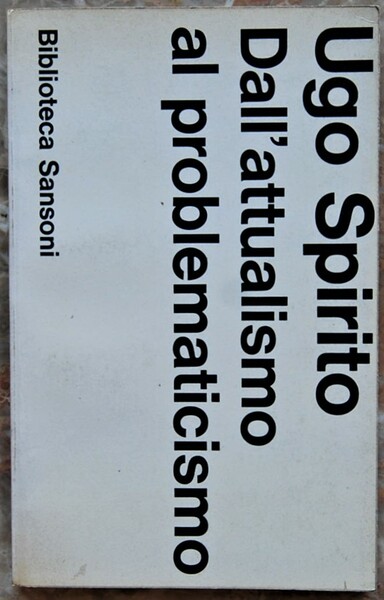 Ugo Spirito
Dall'attualismo
al problematicismo
Biblioteca Sansoni